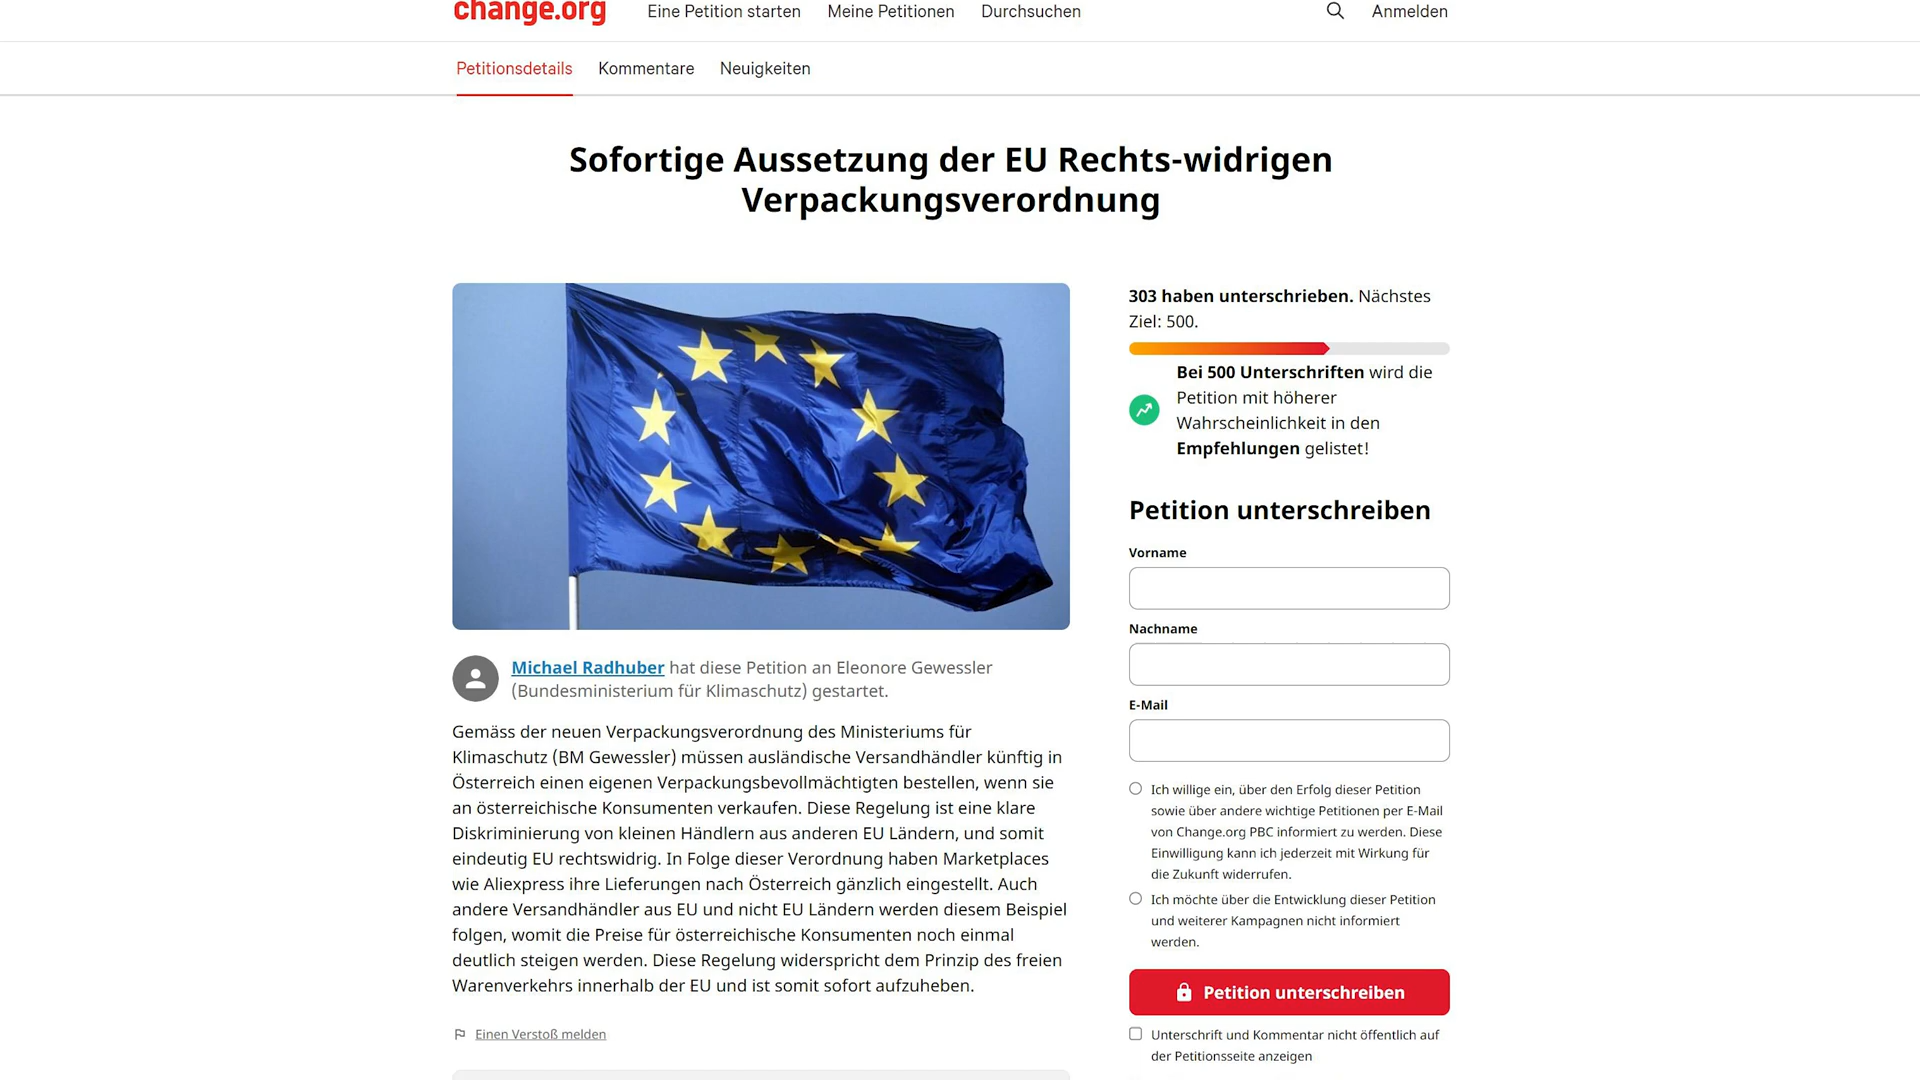 change.org
Eine Petition starten
Meine Petitionen
Durchsuchen
Anmelden
Petitionsdetails
Kommentare
Neuigkeiten
Sofortige Aussetzung der EU Rechts-widrigen
Verpackungsverordnung
303 haben unterschrieben. Nächstes
Ziel: 500.
Bei 500 Unterschriften wird die
Petition mit höherer
Wahrscheinlichkeit in den
Empfehlungen gelistet!
Petition unterschreiben
Vorname
Nachname
E-Mail
Ich willige ein, über den Erfolg dieser Petition
sowie über andere wichtige Petitionen per E-Mail
von Change.org PBC informiert zu werden. Diese
Einwilligung kann ich jederzeit mit Wirkung für
die Zukunft widerrufen.
Ich möchte über die Entwicklung dieser Petition
und weiterer Kampagnen nicht informiert
werden.
Petition unterschreiben
Unterschrift und Kommentar nicht öffentlich auf
der Petitionsseite anzeigen
Michael Radhuber hat diese Petition an Eleonore Gewessler
(Bundesministerium für Klimaschutz) gestartet.
Gemäss der neuen Verpackungsverordnung des Ministeriums für
Klimaschutz (BM Gewessler) müssen ausländische Versandhändler künftig in
Österreich einen eigenen Verpackungsbevollmächtigten bestellen, wenn sie
an österreichische Konsumenten verkaufen. Diese Regelung ist eine klare
Diskriminierung von kleinen Händlern aus anderen EU Ländern, und somit
eindeutig EU rechtswidrig. In Folge dieser Verordnung haben Marketplaces
wie Aliexpress ihre Lieferungen nach Österreich gänzlich eingestellt. Auch
andere Versandhändler aus EU und nicht EU Ländern werden diesem Beispiel
folgen, womit die Preise für österreichische Konsumenten noch einmal
deutlich steigen werden. Diese Regelung widerspricht dem Prinzip des freien
Warenverkehrs innerhalb der EU und ist somit sofort aufzuheben.
Einen Verstoß melden